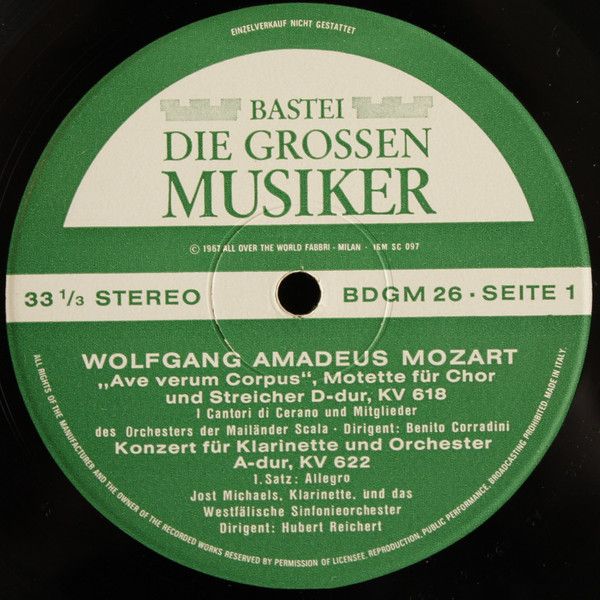 EINZELVERKAUF NICHT GESTATTET
BASTEI
DIE GROSSEN
MUSIKER
© 1967 ALL OVER THE WORLD FABBRI - MILAN - 16M SC 097
33 1/3 STEREO
BDGM 26 · SEITE 1
WOLFGANG AMADEUS MOZART
„Ave verum Corpus“, Motette für Chor
und Streicher D-dur, KV 618
I Cantori di Cerano und Mitglieder
des Orchesters der Mailänder Scala - Dirigent: Benito Corradini
Konzert für Klarinette und Orchester
A-dur, KV 622
1. Satz: Allegro
Jost Michaels, Klarinette, und das
Westfälische Sinfonieorchester
Dirigent: Hubert Reichert
ALL RIGHTS OF THE MANUFACTURER AND THE OWNER OF THE RECORDED WORKS RESERVED BY PERMISSION OF LICENSEE. REPRODUCTION, PUBLIC PERFORMANCE, BROADCASTING PROHIBITED. MADE IN ITALY.